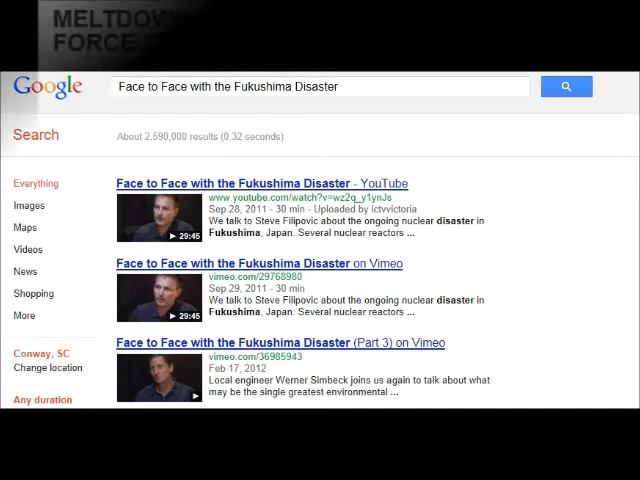 MELTDOW
FORCE
Google
Face to Face with the Fukushima Disaster
Search
About 2,590,000 results (0.32 seconds)
Everything
Images
Maps
Videos
News
Shopping
More
Conway, SC
Change location
Any duration
Face to Face with the Fukushima Disaster - YouTube
www.youtube.com/watch?v=wz2q_y1ynJs
Sep 28, 2011 - 30 min - Uploaded by ictvvictoria
We talk to Steve Filipovic about the ongoing nuclear disaster in
Fukushima, Japan. Several nuclear reactors ...
29:45
Face to Face with the Fukushima Disaster on Vimeo
vimeo.com/29768980
Sep 29, 2011 - 30 min
We talk to Steve Filipovic about the ongoing nuclear disaster in
Fukushima, Japan. Several nuclear reactors ...
29:45
Face to Face with the Fukushima Disaster (Part 3) on Vimeo
vimeo.com/36985943
Feb 17, 2012
Local engineer Werner Simbeck joins us again to talk about what
may be the single greatest environmental ...